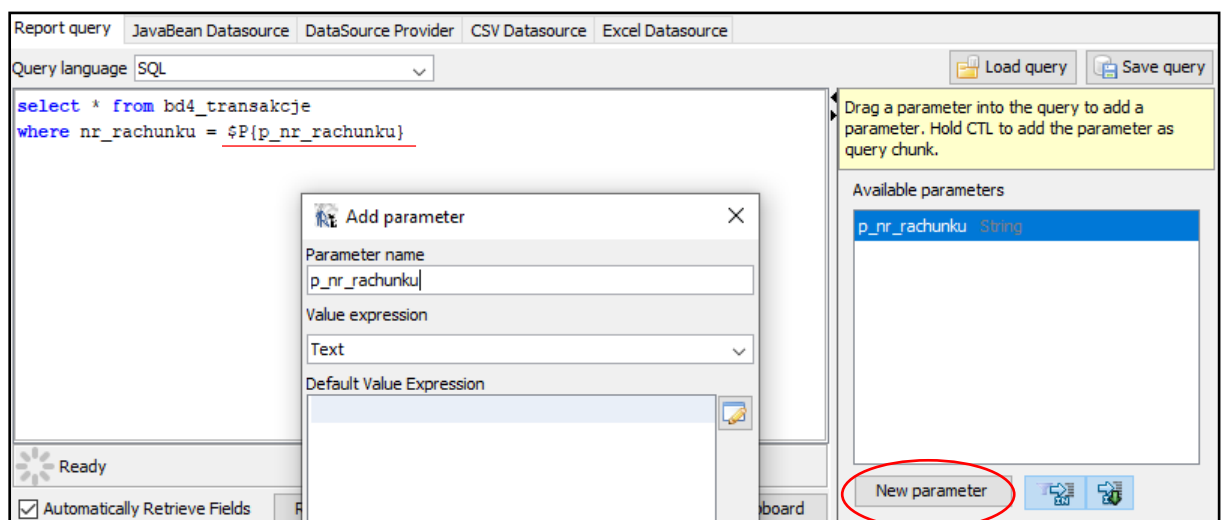 Report query JavaBean Datasource DataSource Provider CSV Datasource Excel Datasource
Query language SQL Load query Save query
select * from bd4_transakcje
where nr_rachunku = $P{p_nr_rachunku}
Drag a parameter into the query to add a
parameter. Hold CTL to add the parameter as
query chunk.
Available parameters
p_nr_rachunku String
Add parameter
Parameter name
p_nr_rachunku
Value expression
Text
Default Value Expression
Ready
New parameter
Automatically Retrieve Fields